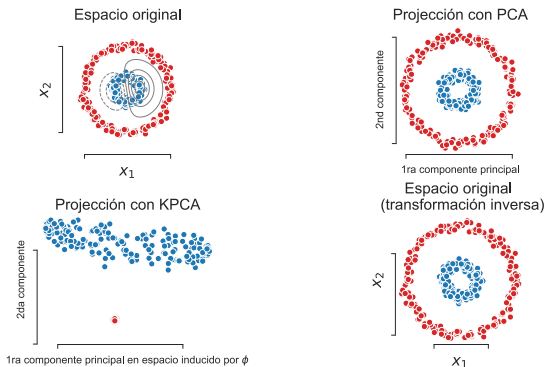 Espacio original
x₂
x₁
Projección con PCA
2nd componente
1ra componente principal
Projección con KPCA
2da componente
1ra componente principal en espacio inducido por ϕ
Espacio original
(transformación inversa)
x₂
x₁